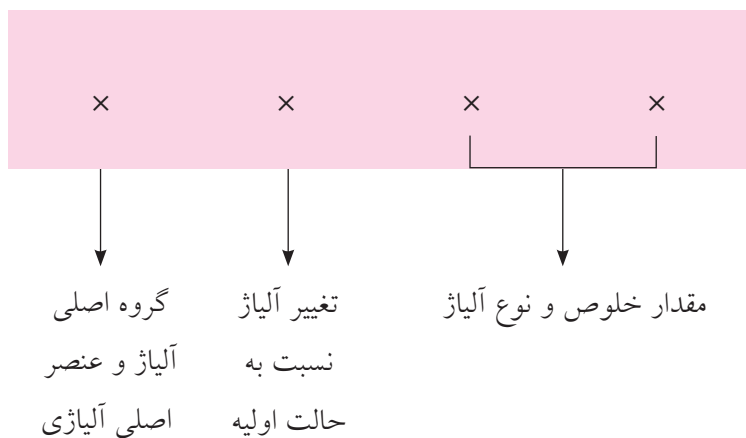 × × × ×
گروه اصلی
آلیاژ و عنصر
اصلی آلیاژی
تغییر آلیاژ
نسبت به
حالت اولیه
مقدار خلوص و نوع آلیاژ